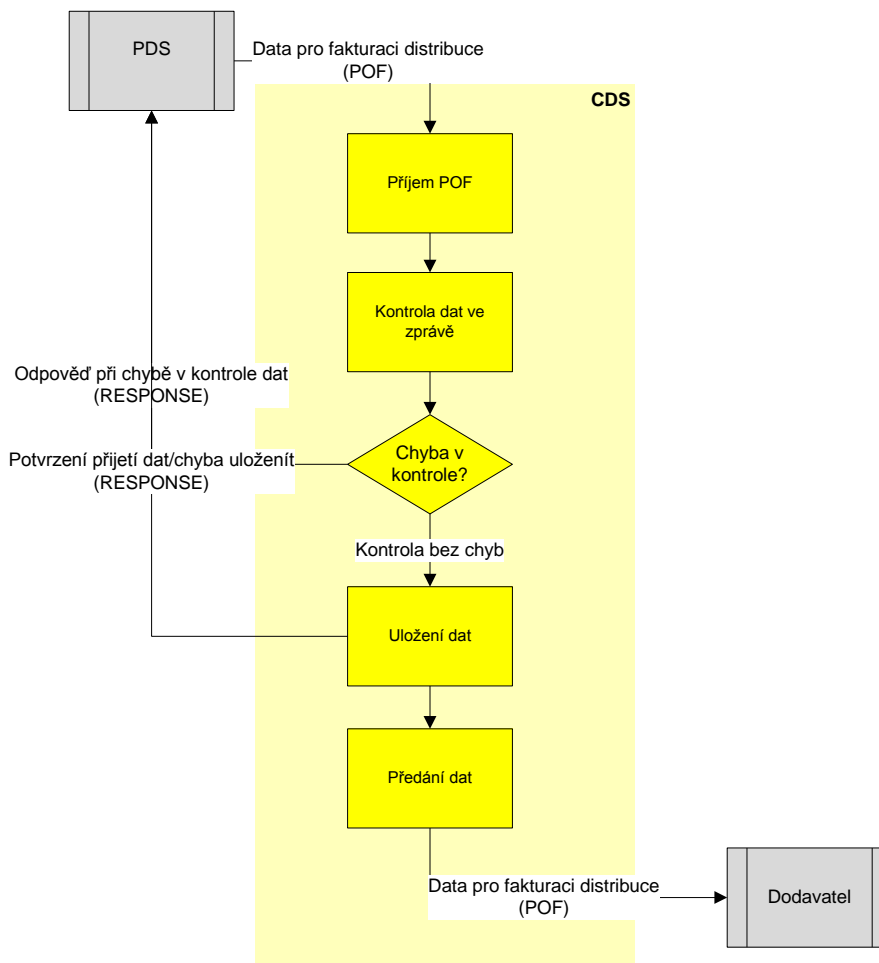 PDS
Data pro fakturaci distribuce
(POF)
CDS
Příjem POF
Kontrola dat ve
zprávě
Odpověď při chybě v kontrole dat
(RESPONSE)
Chyba v
kontrole?
Potvrzení přijetí dat/chyba uloženít
(RESPONSE)
Kontrola bez chyb
Uložení dat
Předání dat
Data pro fakturaci distribuce
(POF)
Dodavatel